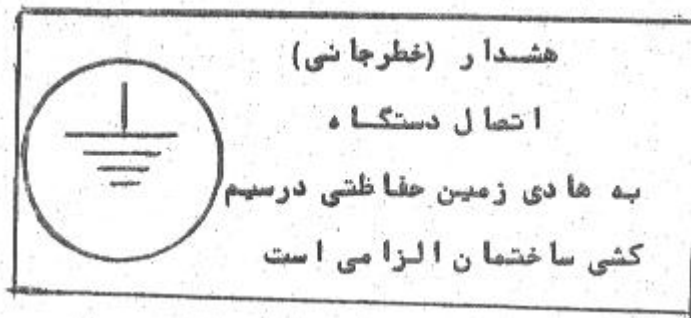 هشدار (خطرجانی)
اتصال دستگاه
به هادی زمین حفاظتی درسیم
کشی ساختمان الزامی است